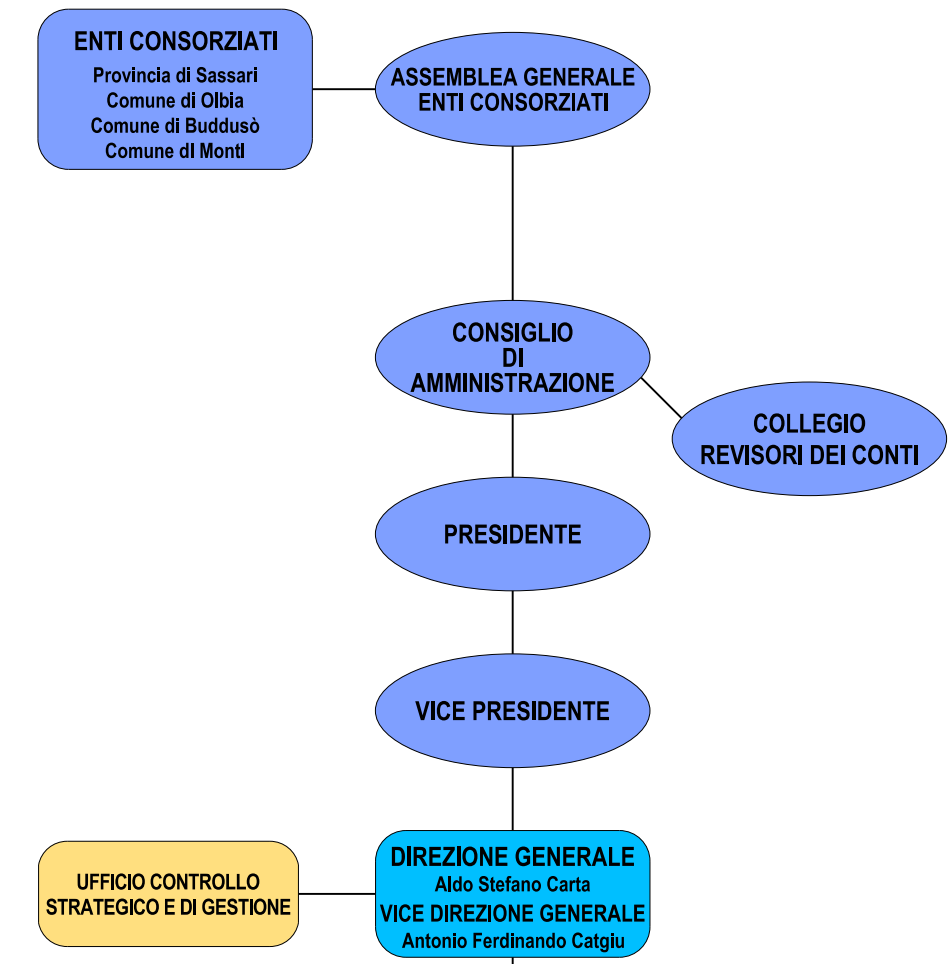 ENTI CONSORZIATI
Provincia di Sassari
Comune di Olbia
Comune di Buddusò
Comune di Monti
ASSEMBLEA GENERALE
ENTI CONSORZIATI
CONSIGLIO
DI
AMMINISTRAZIONE
COLLEGIO
REVISORI DEI CONTI
PRESIDENTE
VICE PRESIDENTE
UFFICIO CONTROLLO
STRATEGICO E DI GESTIONE
DIREZIONE GENERALE
Aldo Stefano Carta
VICE DIREZIONE GENERALE
Antonio Ferdinando Catgiu